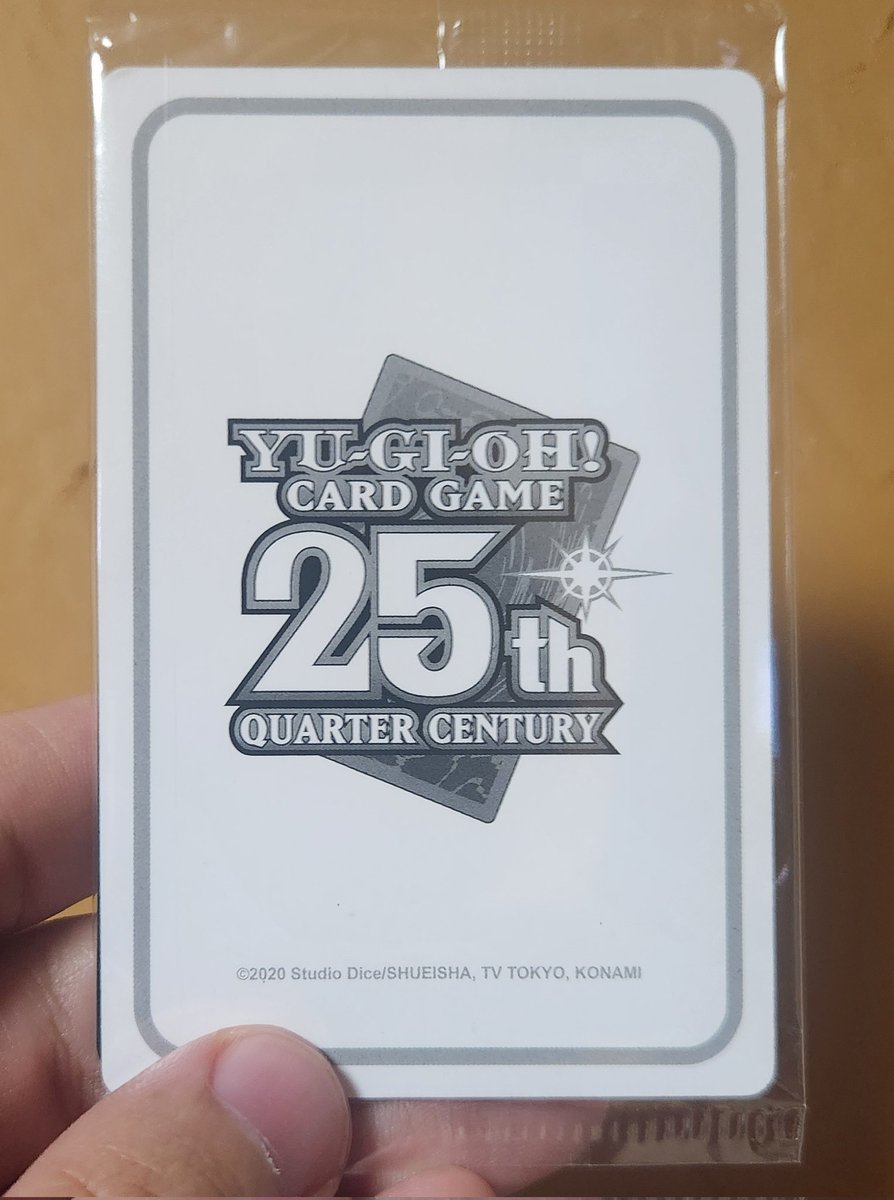 YU-GI-OH!
CARD GAME
25th
QUARTER CENTURY
©2020 Studio Dice/SHUEISHA, TV TOKYO, KONAMI